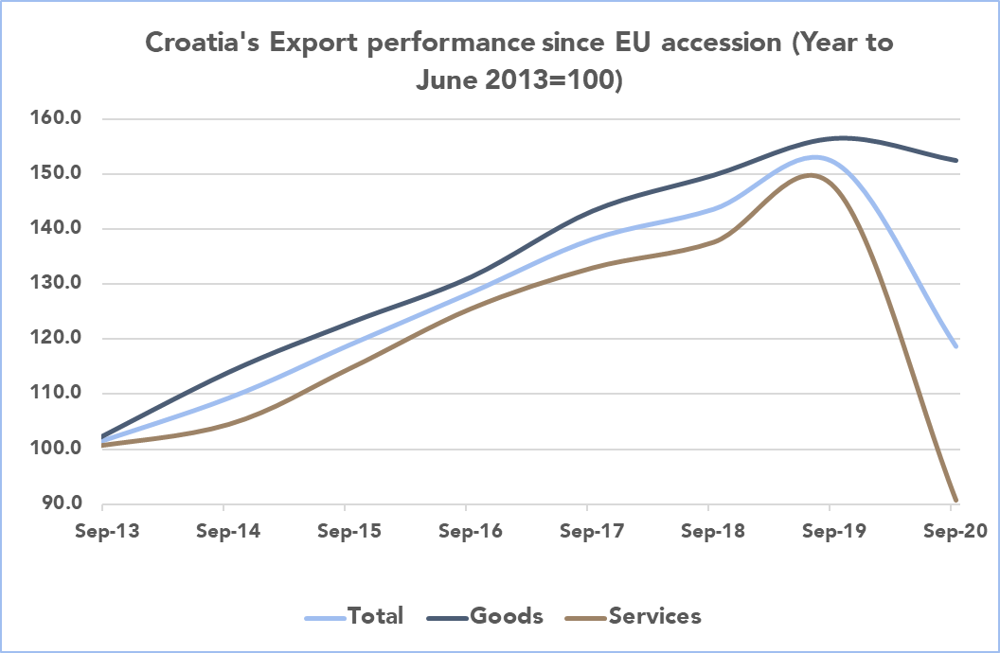 Croatia's Export performance since EU accession (Year to
June 2013=100)
160.0
150.0
140.0
130.0
120.0
110.0
100.0
90.0
Sep-13 Sep-14 Sep-15 Sep-16 Sep-17 Sep-18 Sep-19 Sep-20
Total Goods Services